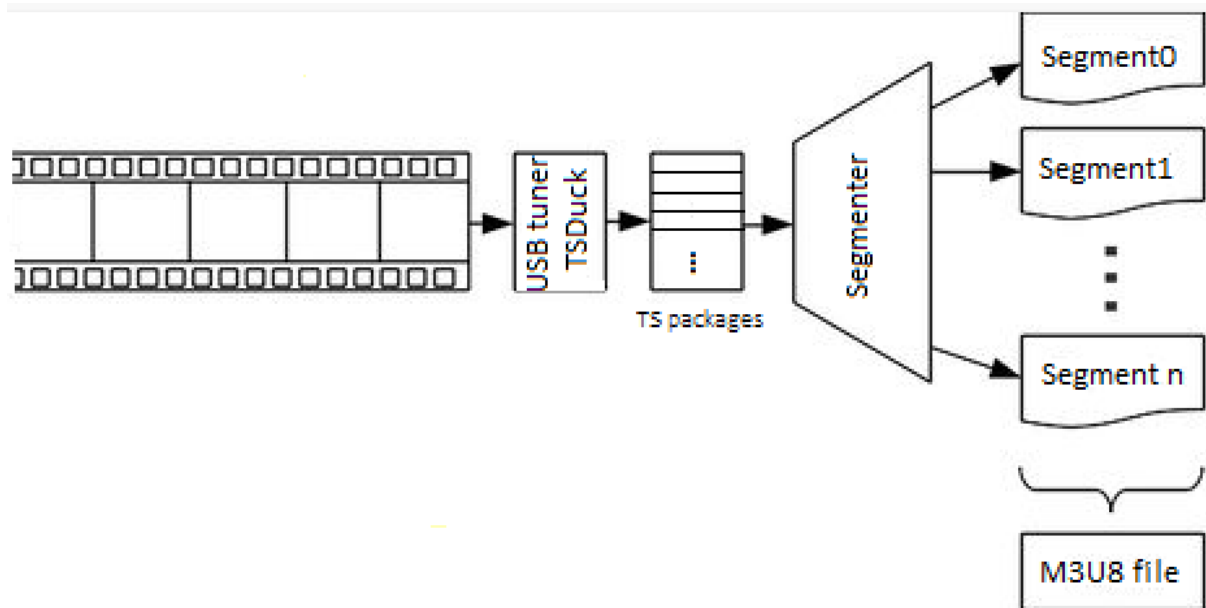 Segment0
Segment1
USB tuner
TSDuck
...
TS packages
Segmenter
Segment n
M3U8 file